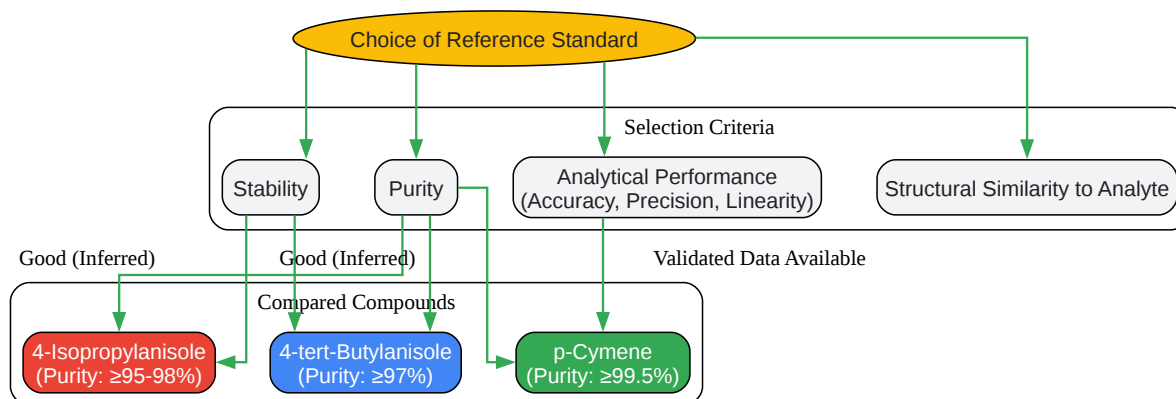 Choice of Reference Standard
Selection Criteria
Stability
Purity
Analytical Performance
(Accuracy, Precision, Linearity)
Structural Similarity to Analyte
Good (Inferred)
Good (Inferred)
Validated Data Available
Compared Compounds
4-Isopropylanisole
(Purity: ≥95-98%)
4-tert-Butylanisole
(Purity: ≥97%)
p-Cymene
(Purity: ≥99.5%)